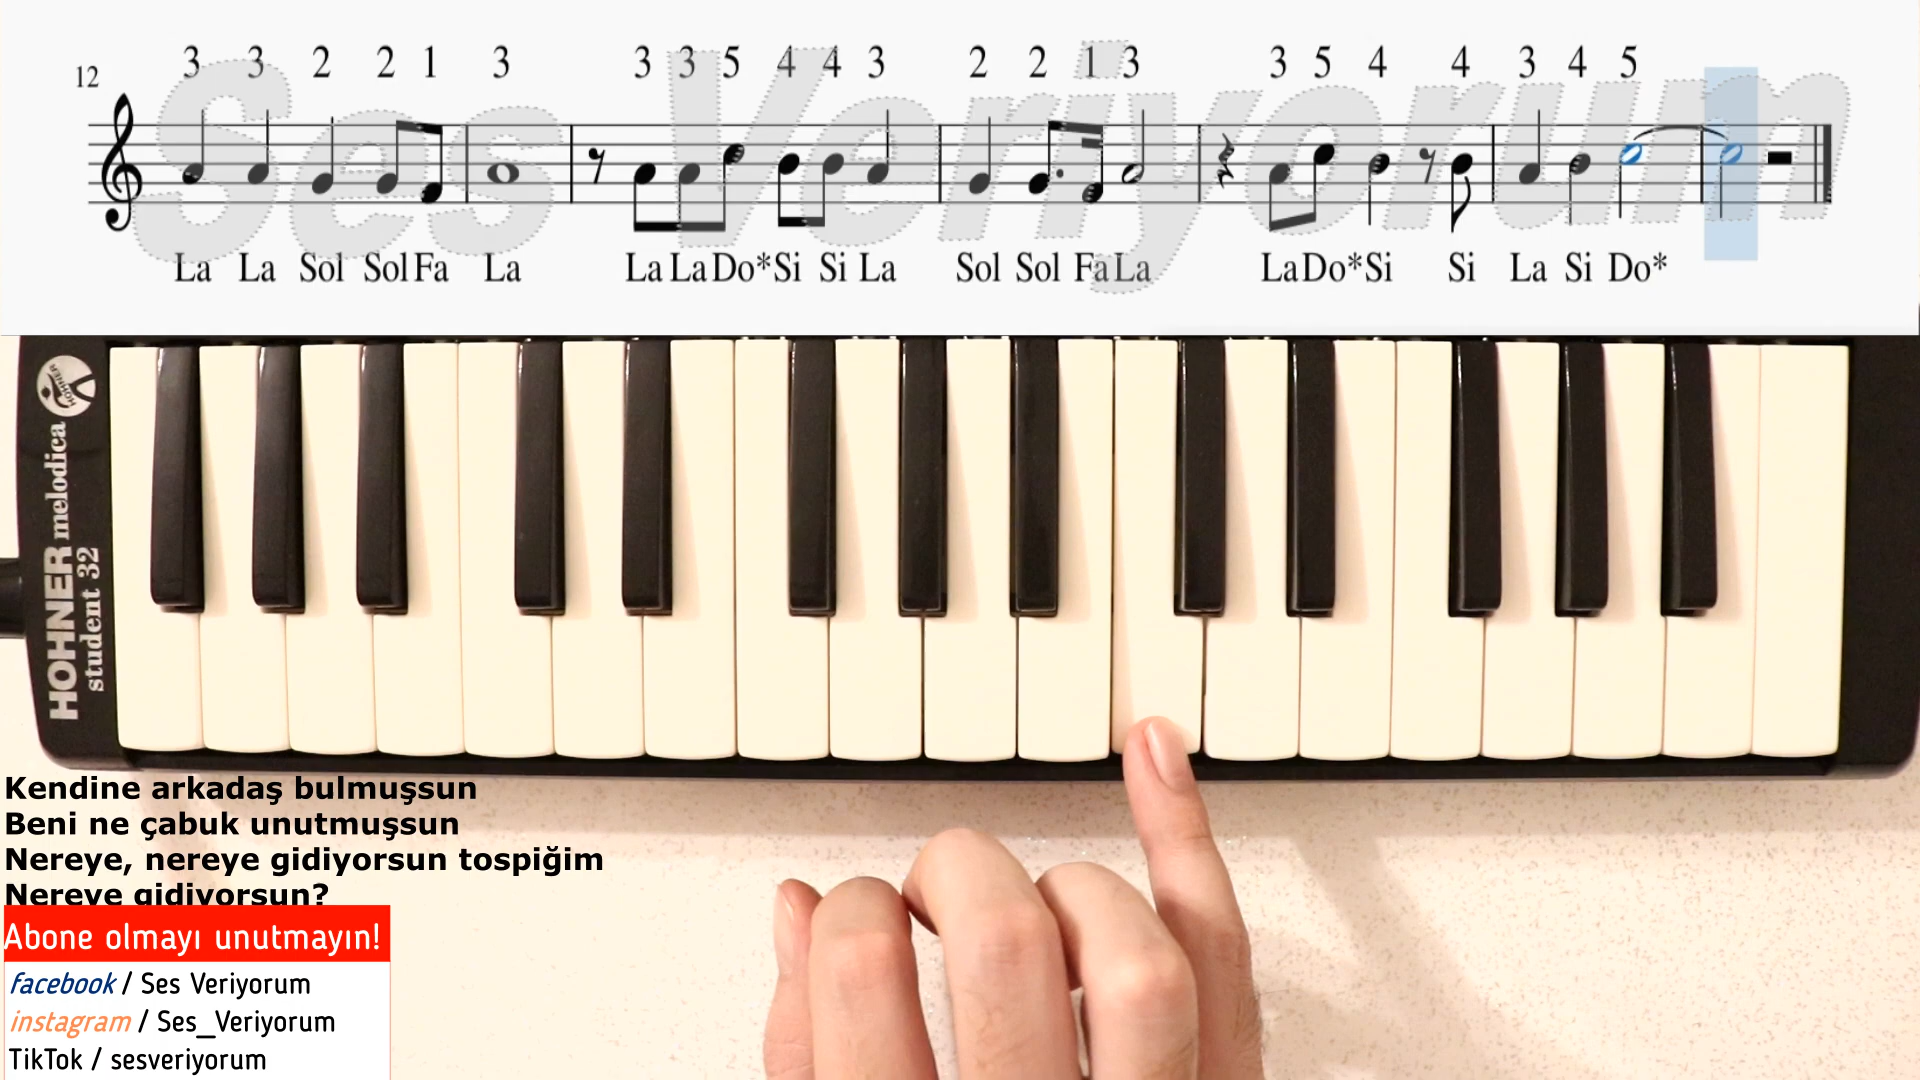 3 3 2 2 1 3 3 3 5 4 4 3 2 2 1 3 3 5 4 4 3 4 5
12
Ses Veriyorum
La La Sol Sol Fa La La La Do* Si Si La Sol Sol Fa La La Do* Si Si La Si Do*
HOHNER
HOHNER melodica
student 32
Kendine arkadaş bulmuşsun
Beni ne çabuk unutmuşsun
Nereye, nereye gidiyorsun tospiğim
Nereye gidiyorsun?
Abone olmayı unutmayın!
facebook / Ses Veriyorum
instagram / Ses_Veriyorum
TikTok / sesveriyorum